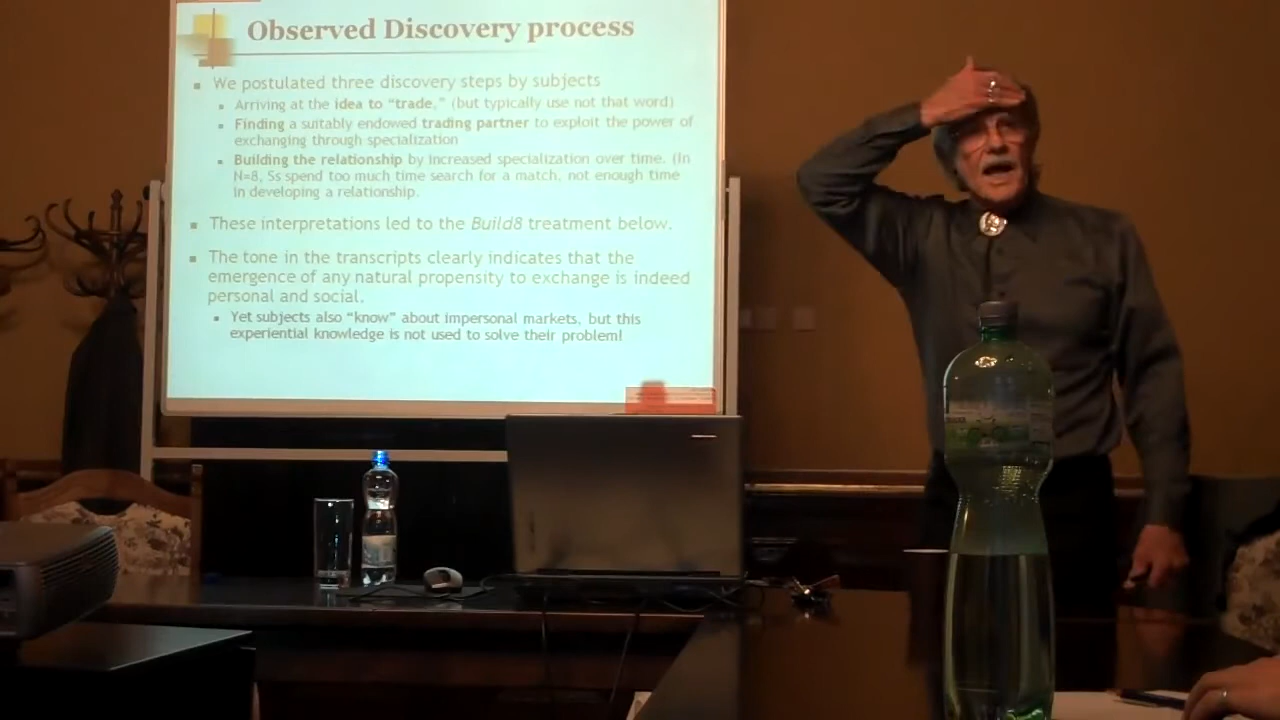 Observed Discovery process
We postulated three discovery steps by subjects
Arriving at the idea to “trade,” (but typically use not that word)
Finding a suitably endowed trading partner to exploit the power of
exchanging through specialization
Building the relationship by increased specialization over time. (In
N=8, Ss spend too much time search for a match, not enough time
in developing a relationship.
These interpretations led to the Build8 treatment below.
The tone in the transcripts clearly indicates that the
emergence of any natural propensity to exchange is indeed
personal and social.
Yet subjects also “know” about impersonal markets, but this
experiential knowledge is not used to solve their problem!